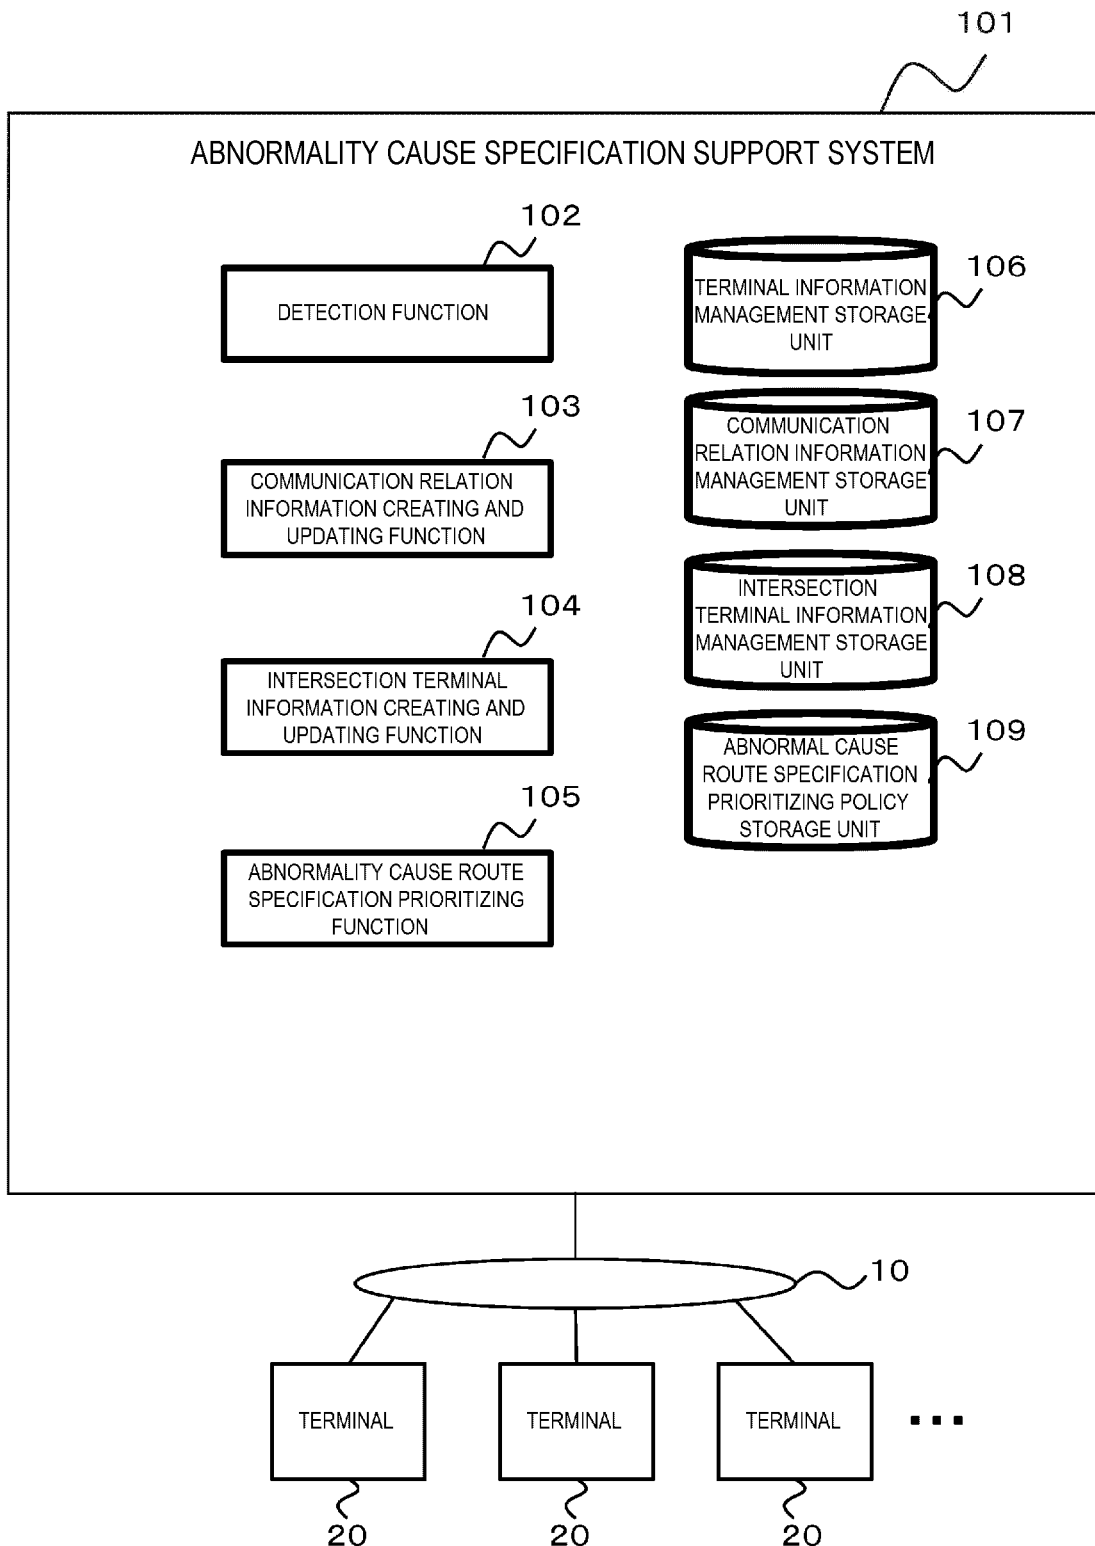 101
ABNORMALITY CAUSE SPECIFICATION SUPPORT SYSTEM
102
DETECTION FUNCTION
103
COMMUNICATION RELATION
INFORMATION CREATING AND
UPDATING FUNCTION
104
INTERSECTION TERMINAL
INFORMATION CREATING AND
UPDATING FUNCTION
105
ABNORMALITY CAUSE ROUTE
SPECIFICATION PRIORITIZING
FUNCTION
106
TERMINAL INFORMATION
MANAGEMENT STORAGE
UNIT
107
COMMUNICATION
RELATION INFORMATION
MANAGEMENT STORAGE
UNIT
108
INTERSECTION
TERMINAL INFORMATION
MANAGEMENT STORAGE
UNIT
109
ABNORMAL CAUSE
ROUTE SPECIFICATION
PRIORITIZING POLICY
STORAGE UNIT
10
TERMINAL
TERMINAL
TERMINAL
...
20
20
20